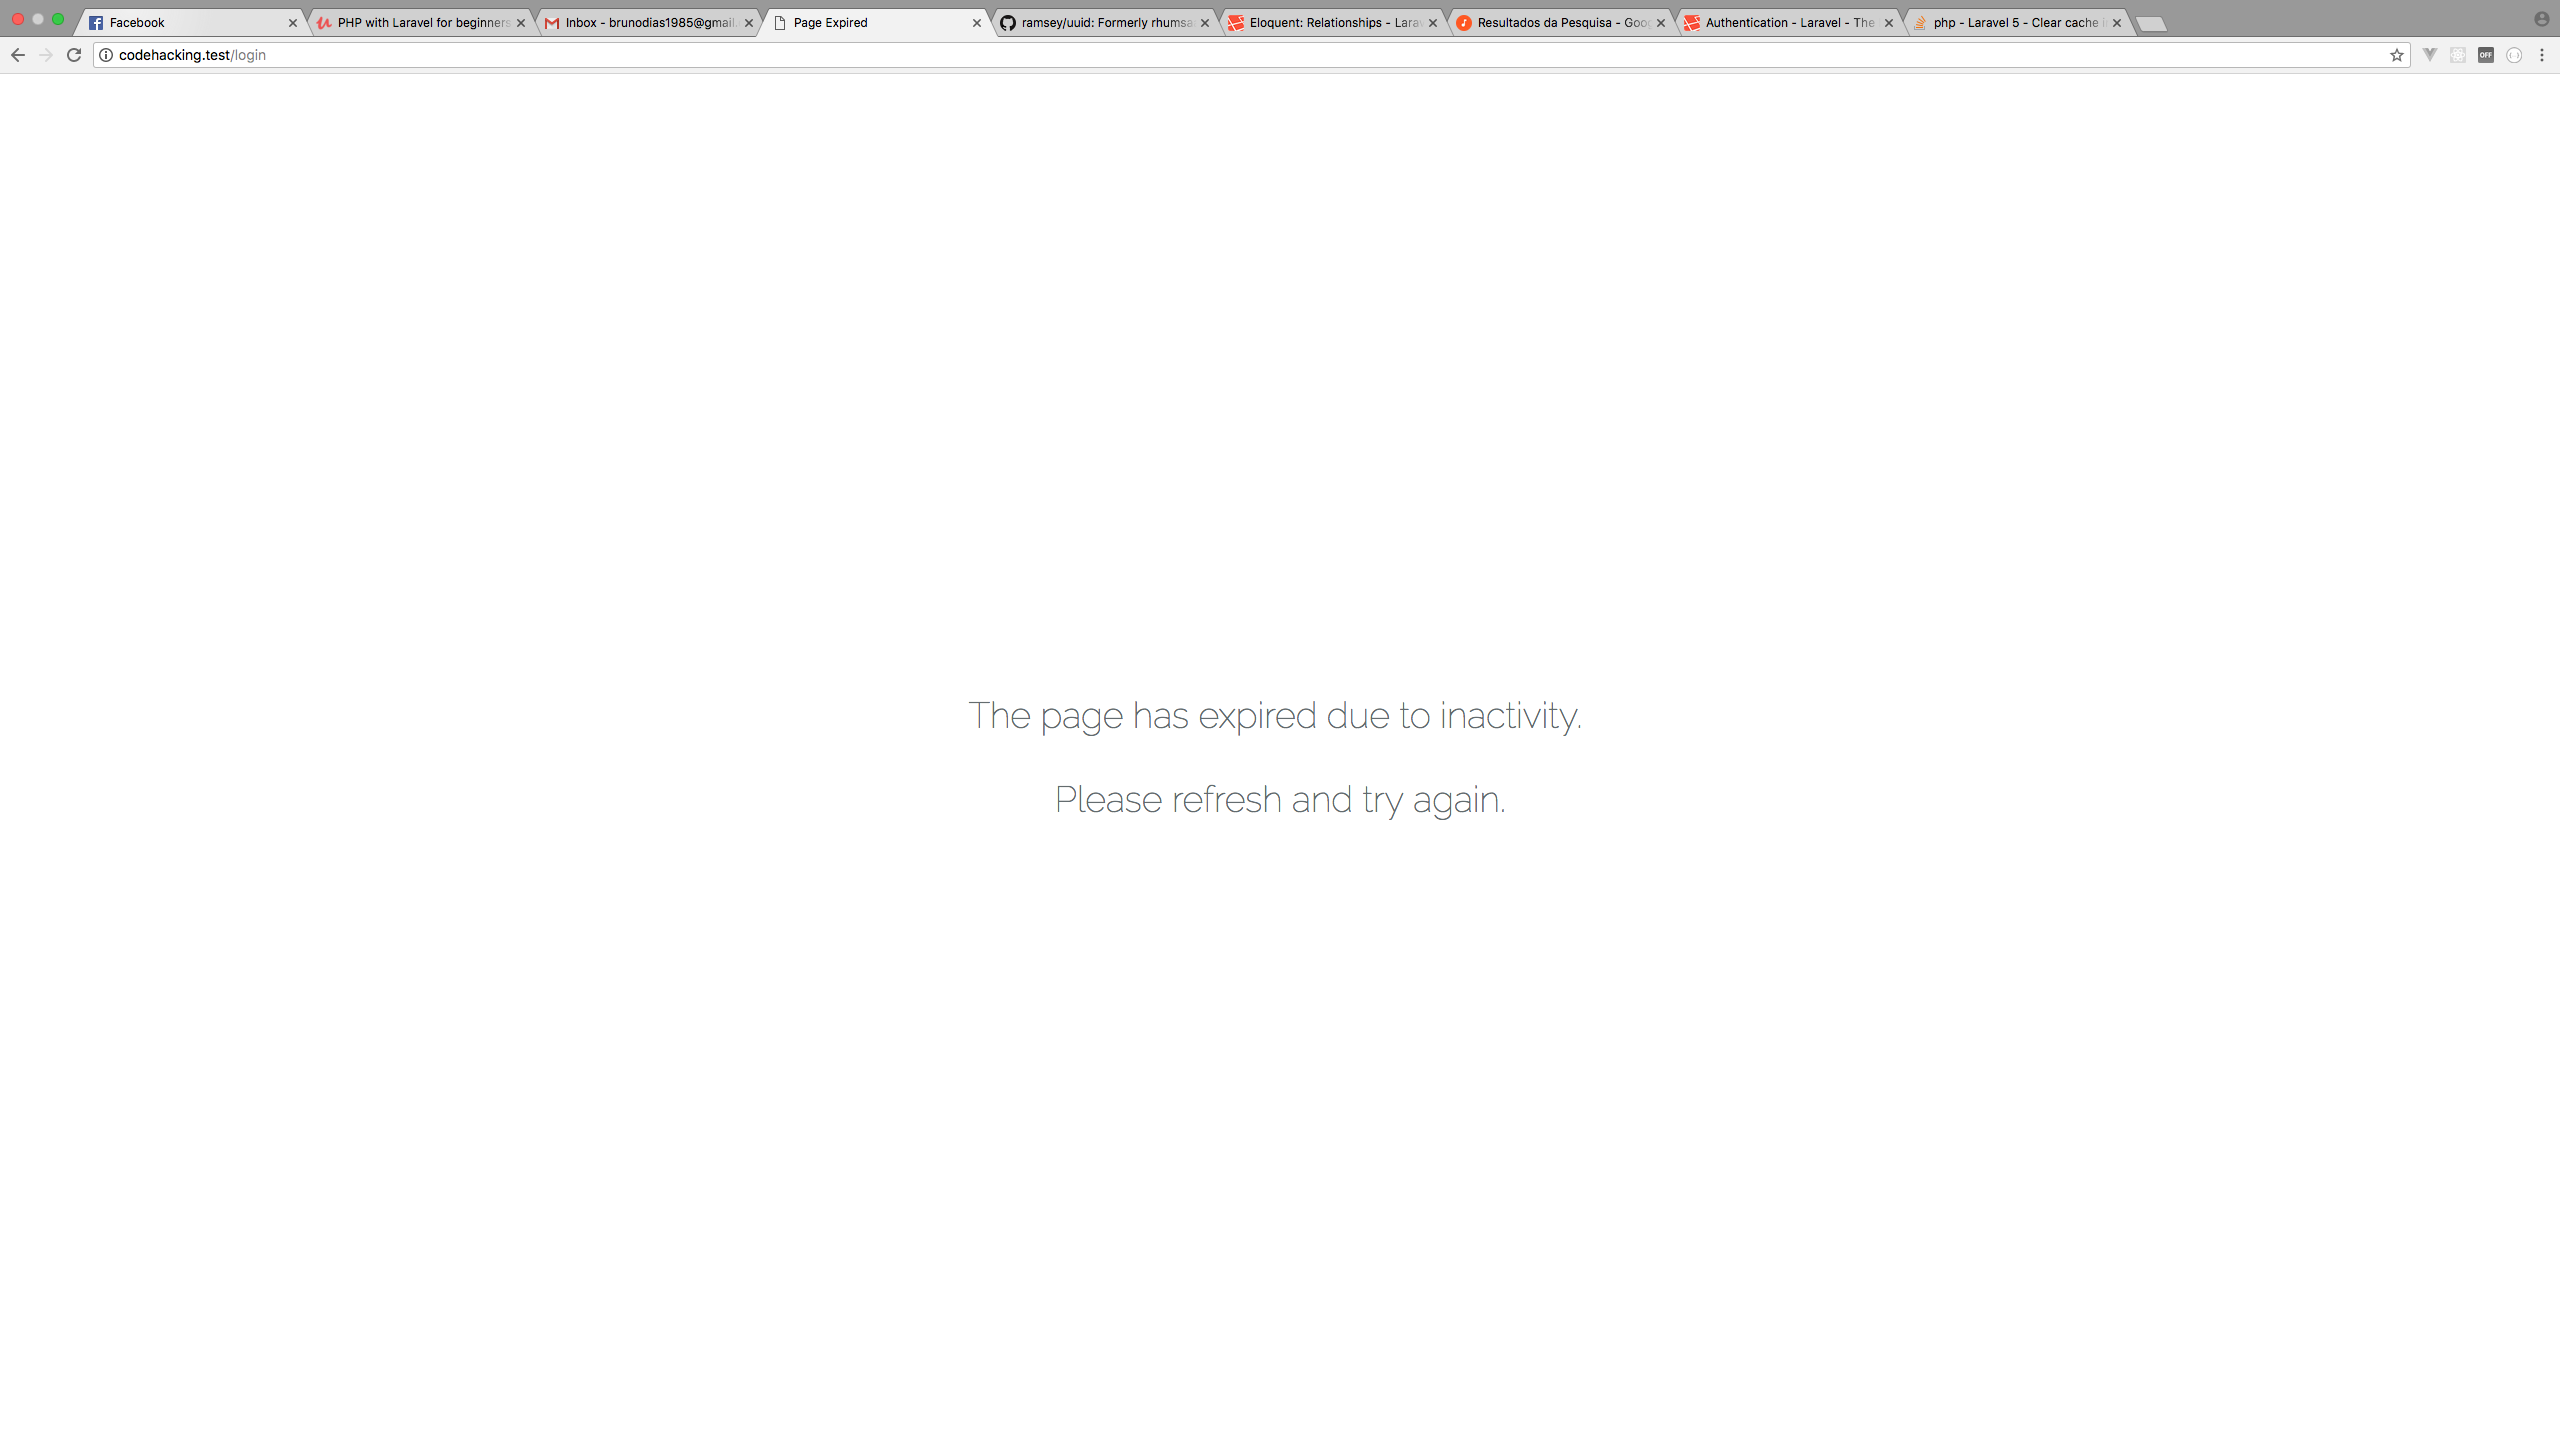 Facebook
PHP with Laravel for beginners
Inbox - brunodias1985@gmail.
Page Expired
ramsey/uuid: Formerly rhumsa
Eloquent: Relationships - Larav
Resultados da Pesquisa - Goog
Authentication - Laravel - The
php - Laravel 5 - Clear cache i
codehacking.test/login
OFF
The page has expired due to inactivity.
Please refresh and try again.